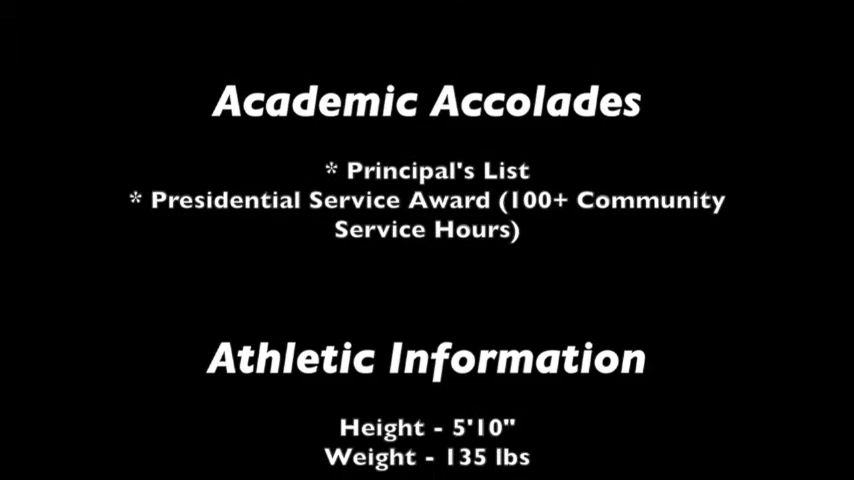 Academic Accolades
* Principal's List
* Presidential Service Award (100+ Community
Service Hours)
Athletic Information
Height - 5'10"
Weight - 135 lbs